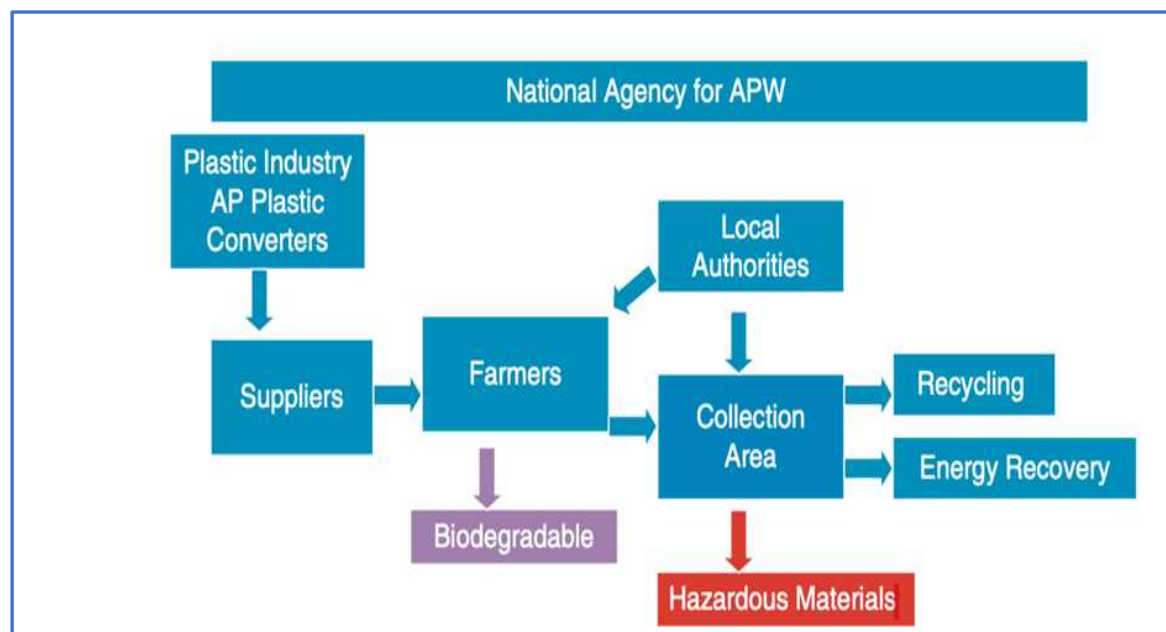 National Agency for APW
Plastic Industry
AP Plastic
Converters
Local
Authorities
Suppliers
Farmers
Collection
Area
Recycling
Energy Recovery
Biodegradable
Hazardous Materials